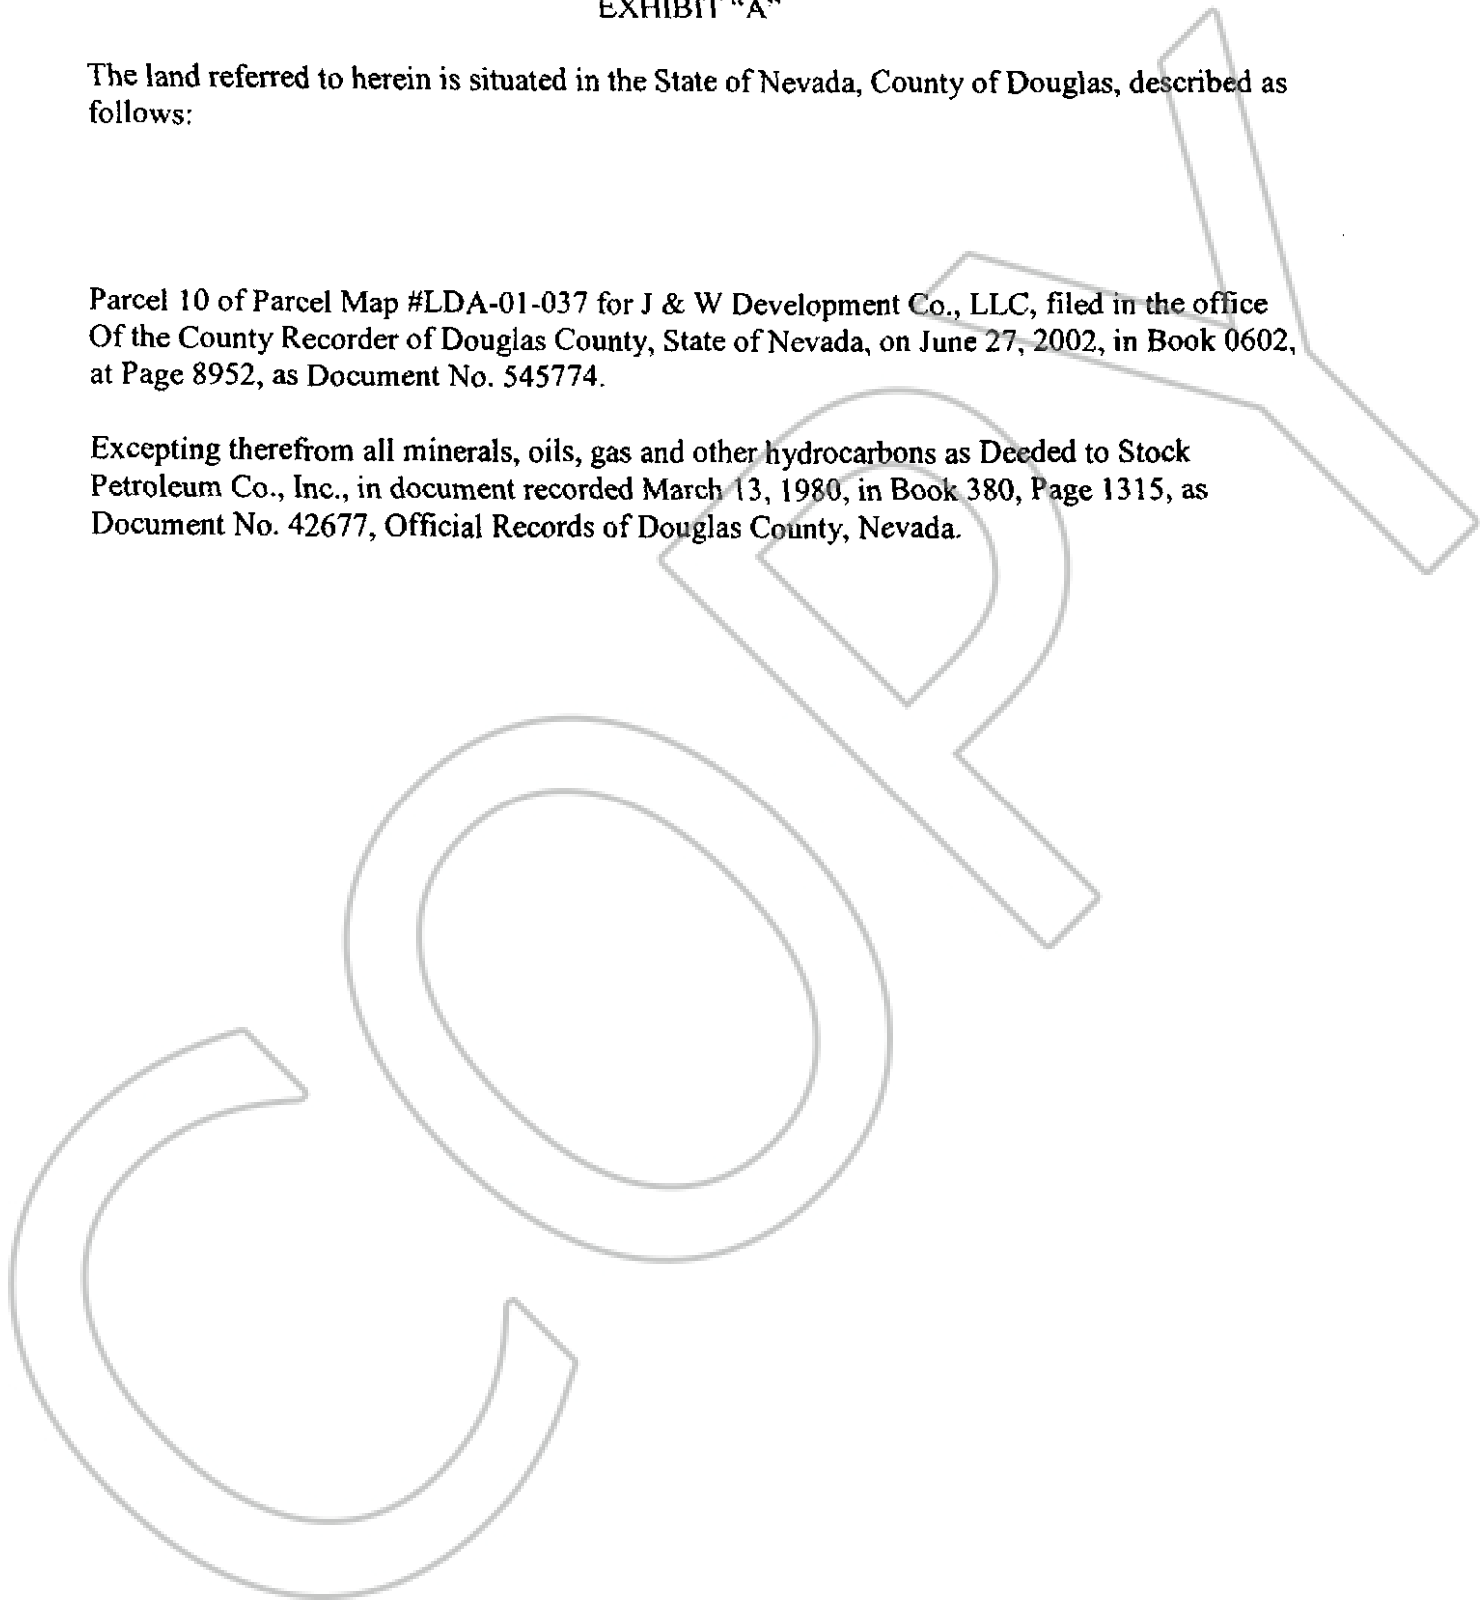 EXHIBIT “A”
The land referred to herein is situated in the State of Nevada, County of Douglas, described as
follows:
Parcel 10 of Parcel Map #LDA-01-037 for J & W Development Co., LLC, filed in the office
Of the County Recorder of Douglas County, State of Nevada, on June 27, 2002, in Book 0602,
at Page 8952, as Document No. 545774.
Excepting therefrom all minerals, oils, gas and other hydrocarbons as Deeded to Stock
Petroleum Co., Inc., in document recorded March 13, 1980, in Book 380, Page 1315, as
Document No. 42677, Official Records of Douglas County, Nevada.
COPY